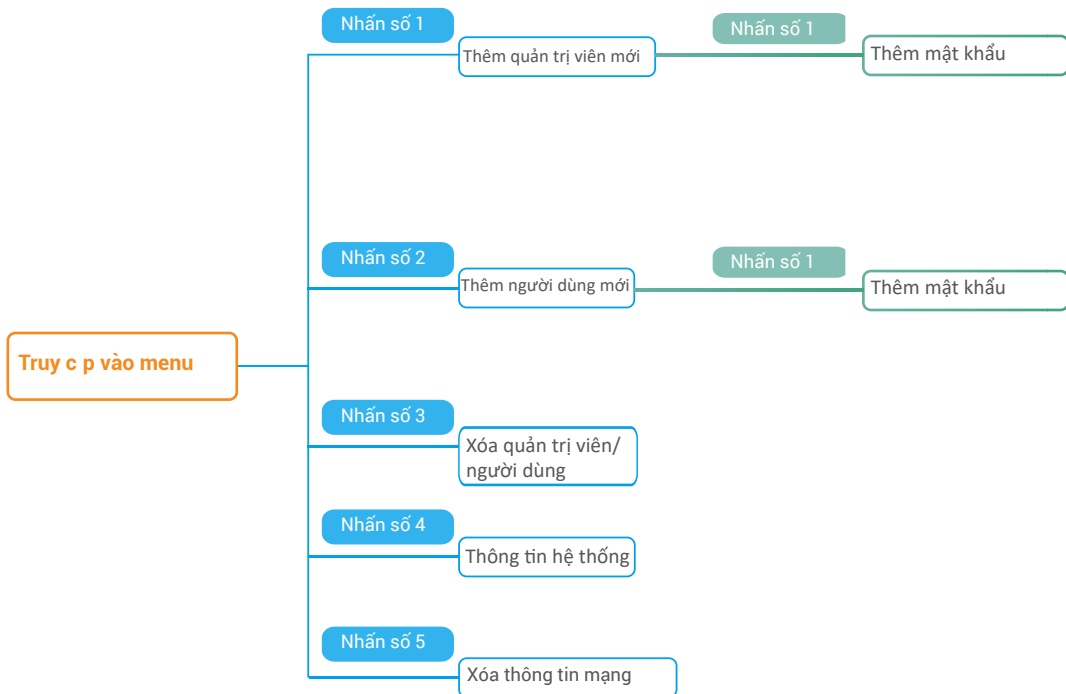 Nhấn số 1
Thêm quản trị viên mới
Nhấn số 1
Thêm mật khẩu
Nhấn số 2
Thêm người dùng mới
Nhấn số 1
Thêm mật khẩu
Truy c p vào menu
Nhấn số 3
Xóa quản trị viên/
người dùng
Nhấn số 4
Thông tin hệ thống
Nhấn số 5
Xóa thông tin mạng